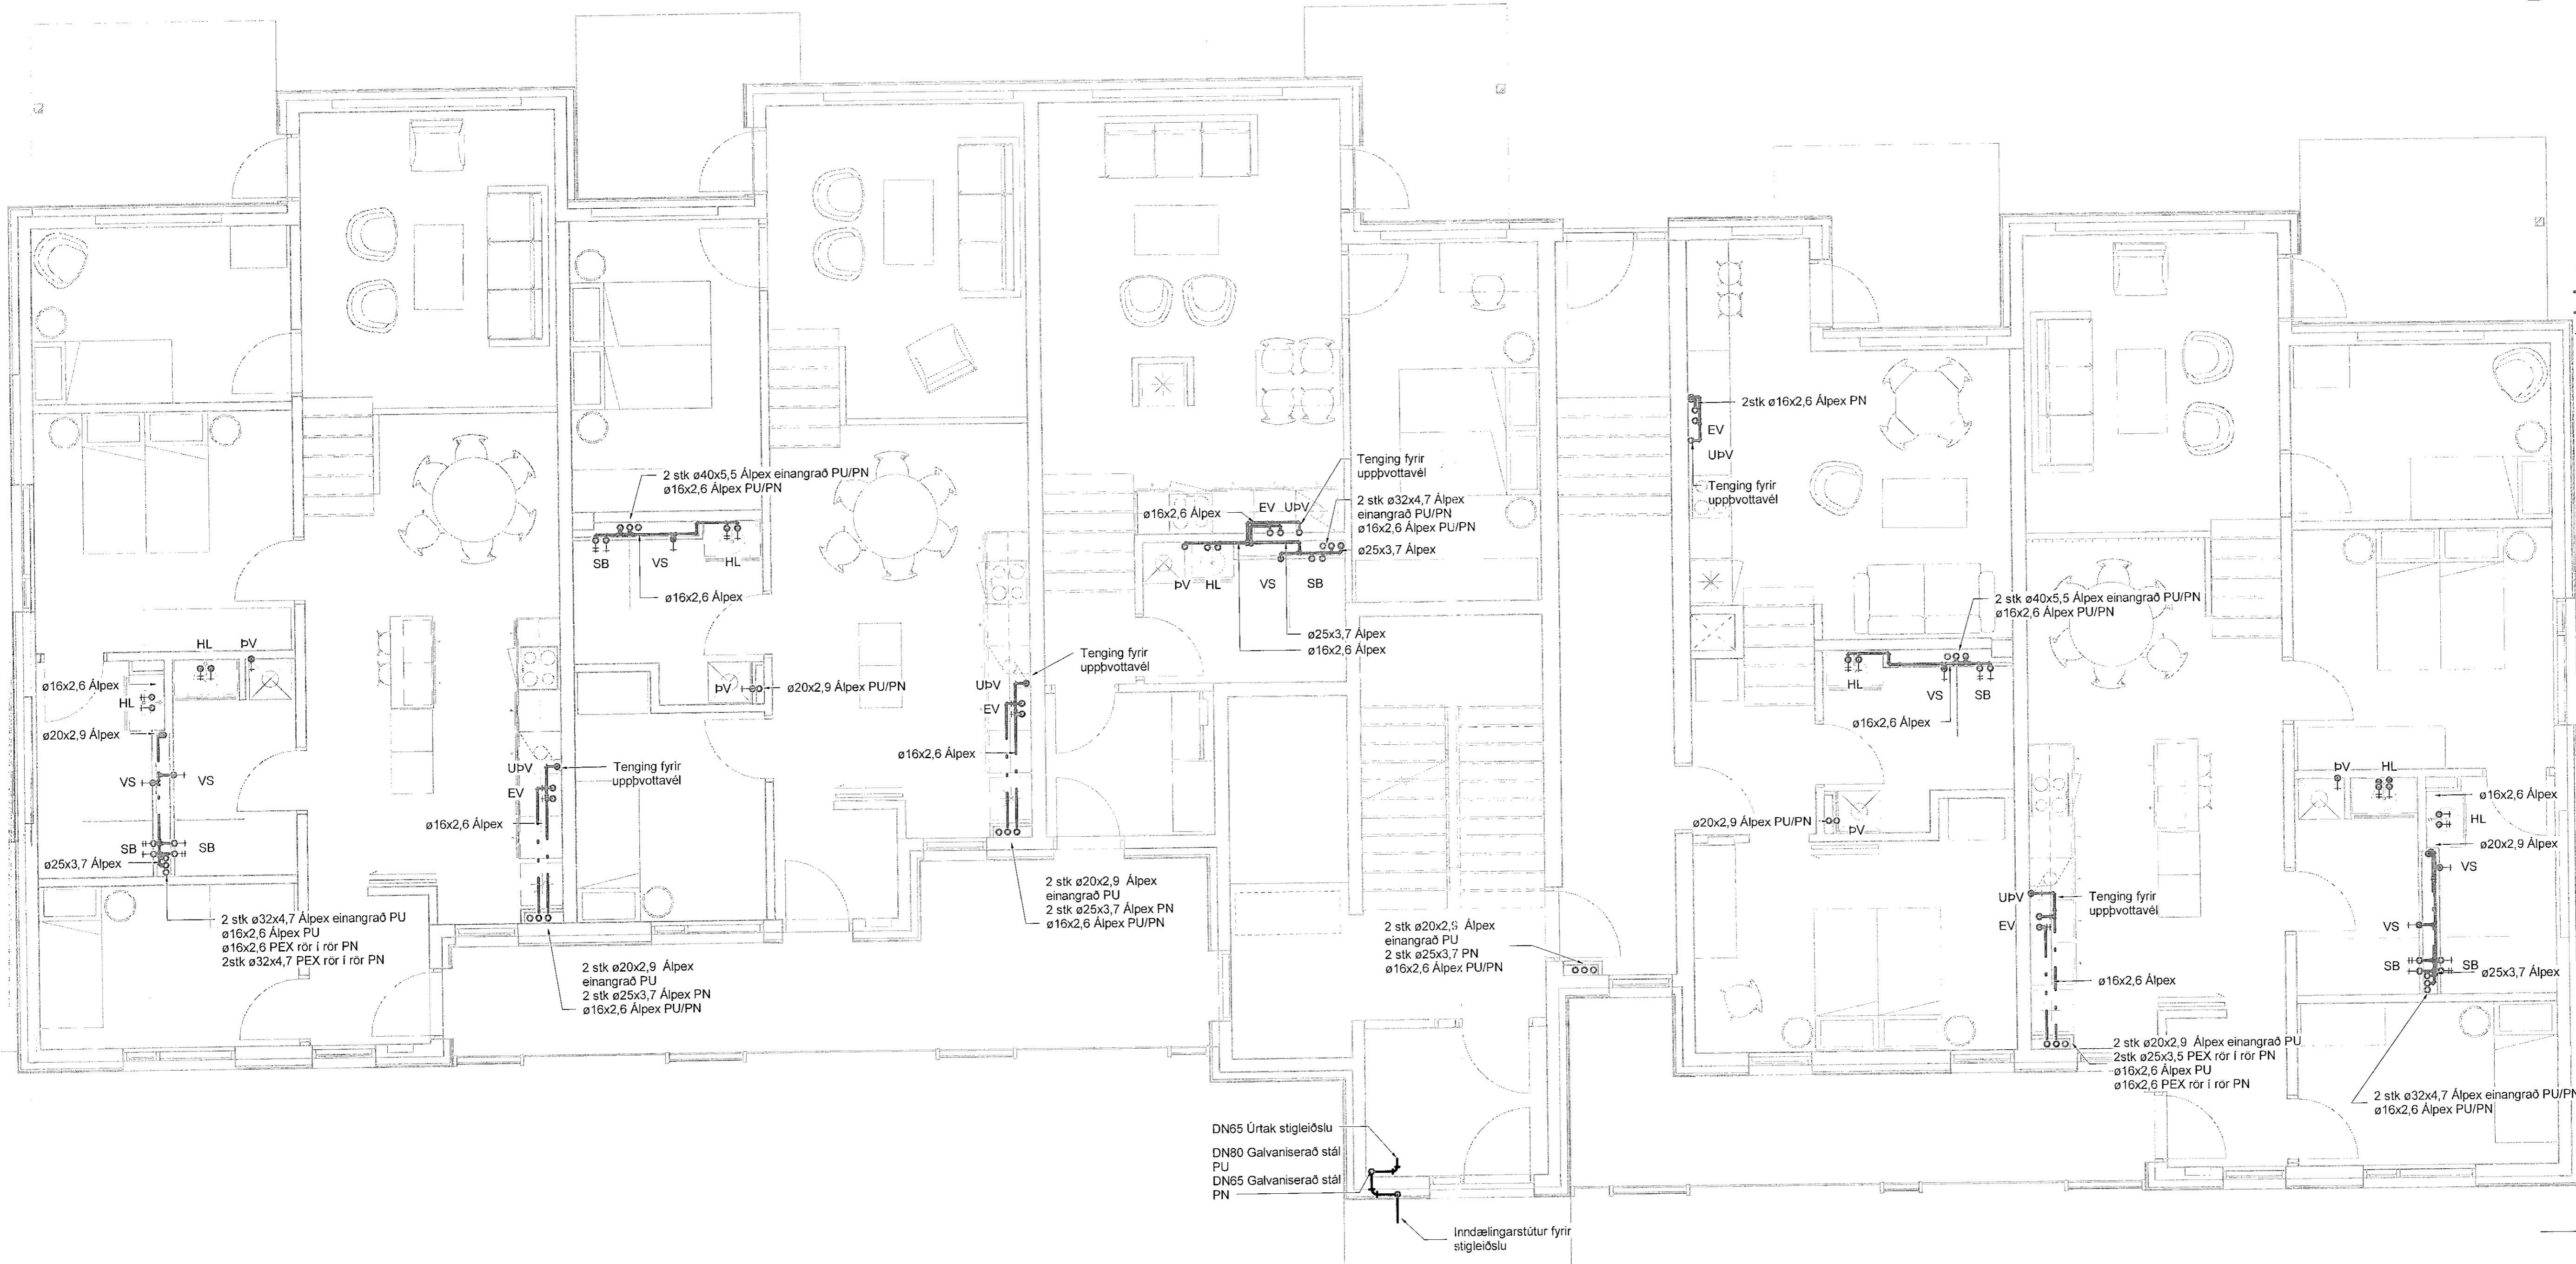 2 stk ø40x5,5 Álpex einangrað PU/PN
ø16x2,6 Álpex PU/PN
SB
VS
HL
ø16x2,6 Álpex
HL
ÞV
ø16x2,6 Álpex
HL
ø20x2,9 Álpex
VS
VS
SB
SB
ø25x3,7 Álpex
2 stk ø32x4,7 Álpex einangrað PU
ø16x2,6 Álpex PU
ø16x2,6 PEX rör í rör PN
2stk ø32x4,7 PEX rör í rör PN
UÞV
Tenging fyrir
uppþvottavél
EV
ø16x2,6 Álpex
2 stk ø20x2,9 Álpex
einangrað PU
2 stk ø25x3,7 Álpex PN
ø16x2,6 Álpex PU/PN
ÞV
ø20x2,9 Álpex PU/PN
Tenging fyrir
uppþvottavél
UÞV
EV
ø16x2,6 Álpex
2 stk ø20x2,9 Álpex
einangrað PU
2 stk ø25x3,7 Álpex PN
ø16x2,6 Álpex PU/PN
Tenging fyrir
uppþvottavél
ø16x2,6 Álpex
EV
UÞV
2 stk ø32x4,7 Álpex
einangrað PU/PN
ø16x2,6 Álpex PU/PN
ø25x3,7 Álpex
ÞV
HL
VS
SB
ø25x3,7 Álpex
ø16x2,6 Álpex
2stk ø16x2,6 Álpex PN
EV
UÞV
Tenging fyrir
uppþvottavél
2 stk ø40x5,5 Álpex einangrað PU/PN
ø16x2,6 Álpex PU/PN
HL
VS
SB
ø16x2,6 Álpex
ø20x2,9 Álpex PU/PN
ÞV
2 stk ø20x2,9 Álpex
einangrað PU
2 stk ø25x3,7 PN
ø16x2,6 Álpex PU/PN
UÞV
Tenging fyrir
uppþvottavél
EV
ø16x2,6 Álpex
2 stk ø20x2,9 Álpex einangrað PU
2stk ø25x3,5 PEX rör í rör PN
ø16x2,6 Álpex PU
ø16x2,6 PEX rör í rör PN
ÞV
HL
ø16x2,6 Álpex
HL
ø20x2,9 Álpex
VS
VS
SB
SB
ø25x3,7 Álpex
2 stk ø32x4,7 Álpex einangrað PU/PN
ø16x2,6 Álpex PU/PN
DN65 Úrtak stigleiðslu
DN80 Galvaniserað stál
PU
DN65 Galvaniserað stál
PN
Inndælingarstútur fyrir
stigleiðslu